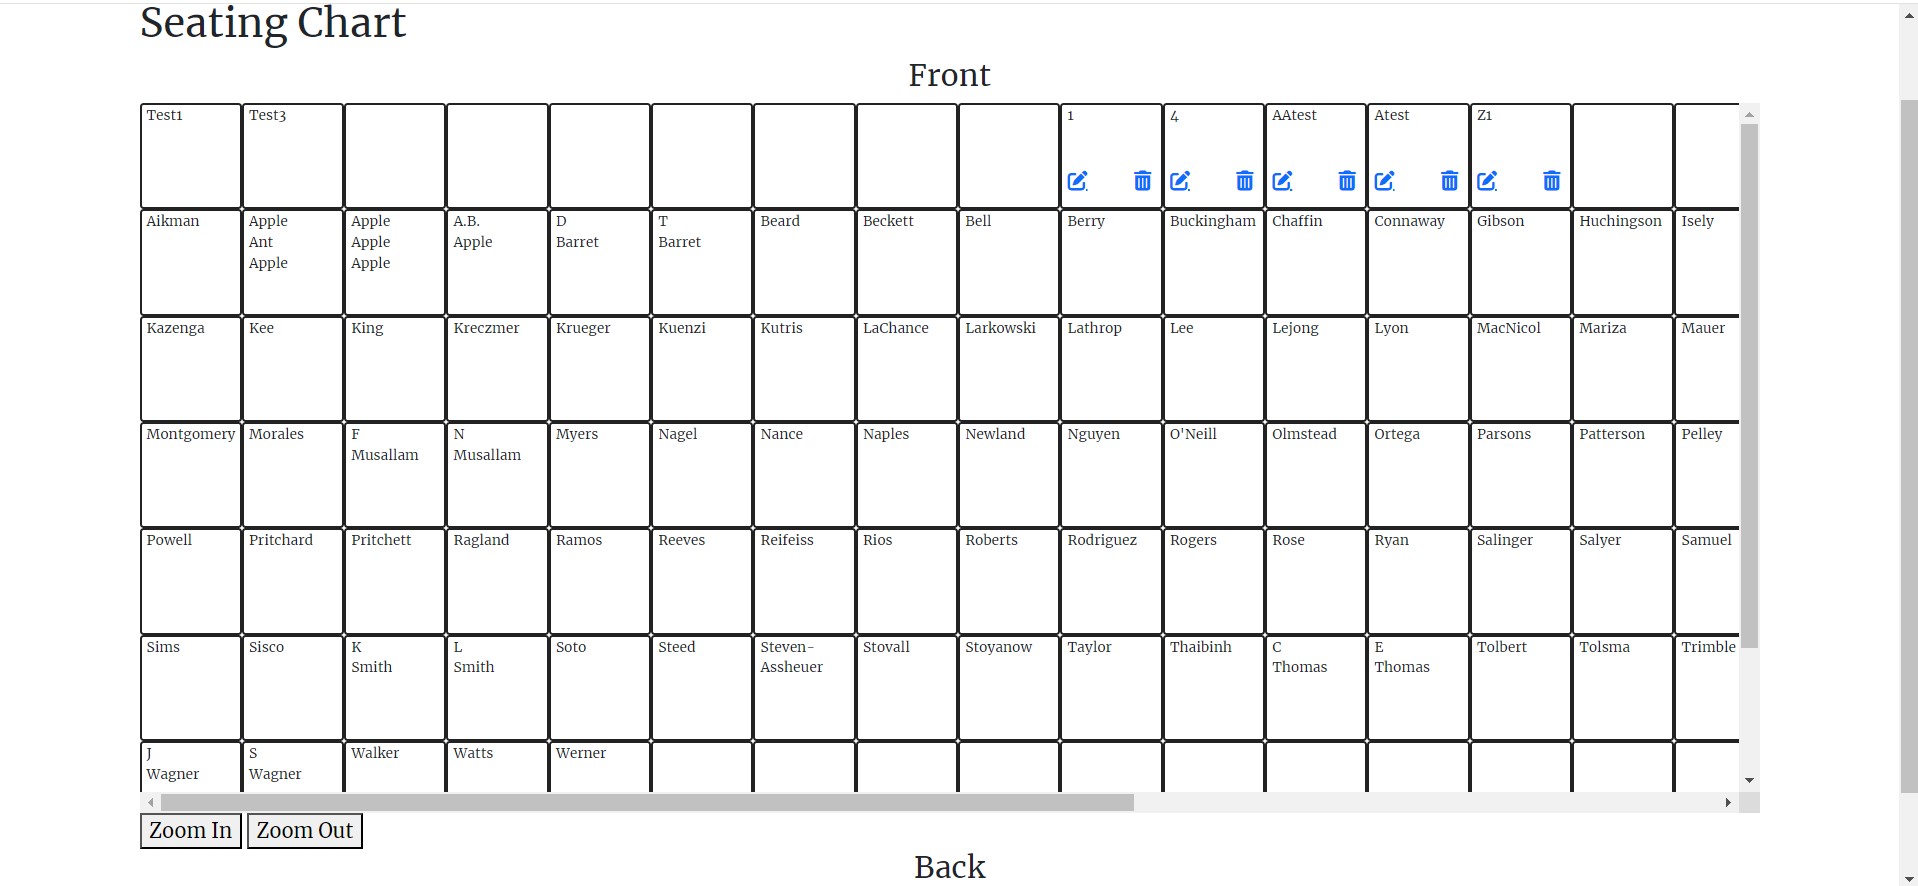 Seating Chart
Front
Test1 Test3 1 4 AAtest Atest Z1
Aikman Apple Apple A.B. D T Beard Beckett Bell Berry Buckingham Chaffin Connaway Gibson Huchingson Isely
Ant Apple Apple Barret Barret
Apple Apple
Kazenga Kee King Kreczmer Krueger Kuenzi Kutris LaChance Larkowski Lathrop Lee Lejong Lyon MacNicol Mariza Mauer
Montgomery Morales F N Myers Nagel Nance Naples Newland Nguyen O'Neill Olmstead Ortega Parsons Patterson Pelley
Musallam Musallam
Powell Pritchard Pritchett Ragland Ramos Reeves Reifeiss Rios Roberts Rodriguez Rogers Rose Ryan Salinger Salyer Samuel
Sims Sisco K L Soto Steed Steven- Stovall Stoyanow Taylor Thaibinh C E Tolbert Tolsma Trimble
Smith Smith Assheuer Thomas Thomas
J S Walker Watts Werner
Wagner Wagner
Zoom In Zoom Out
Back